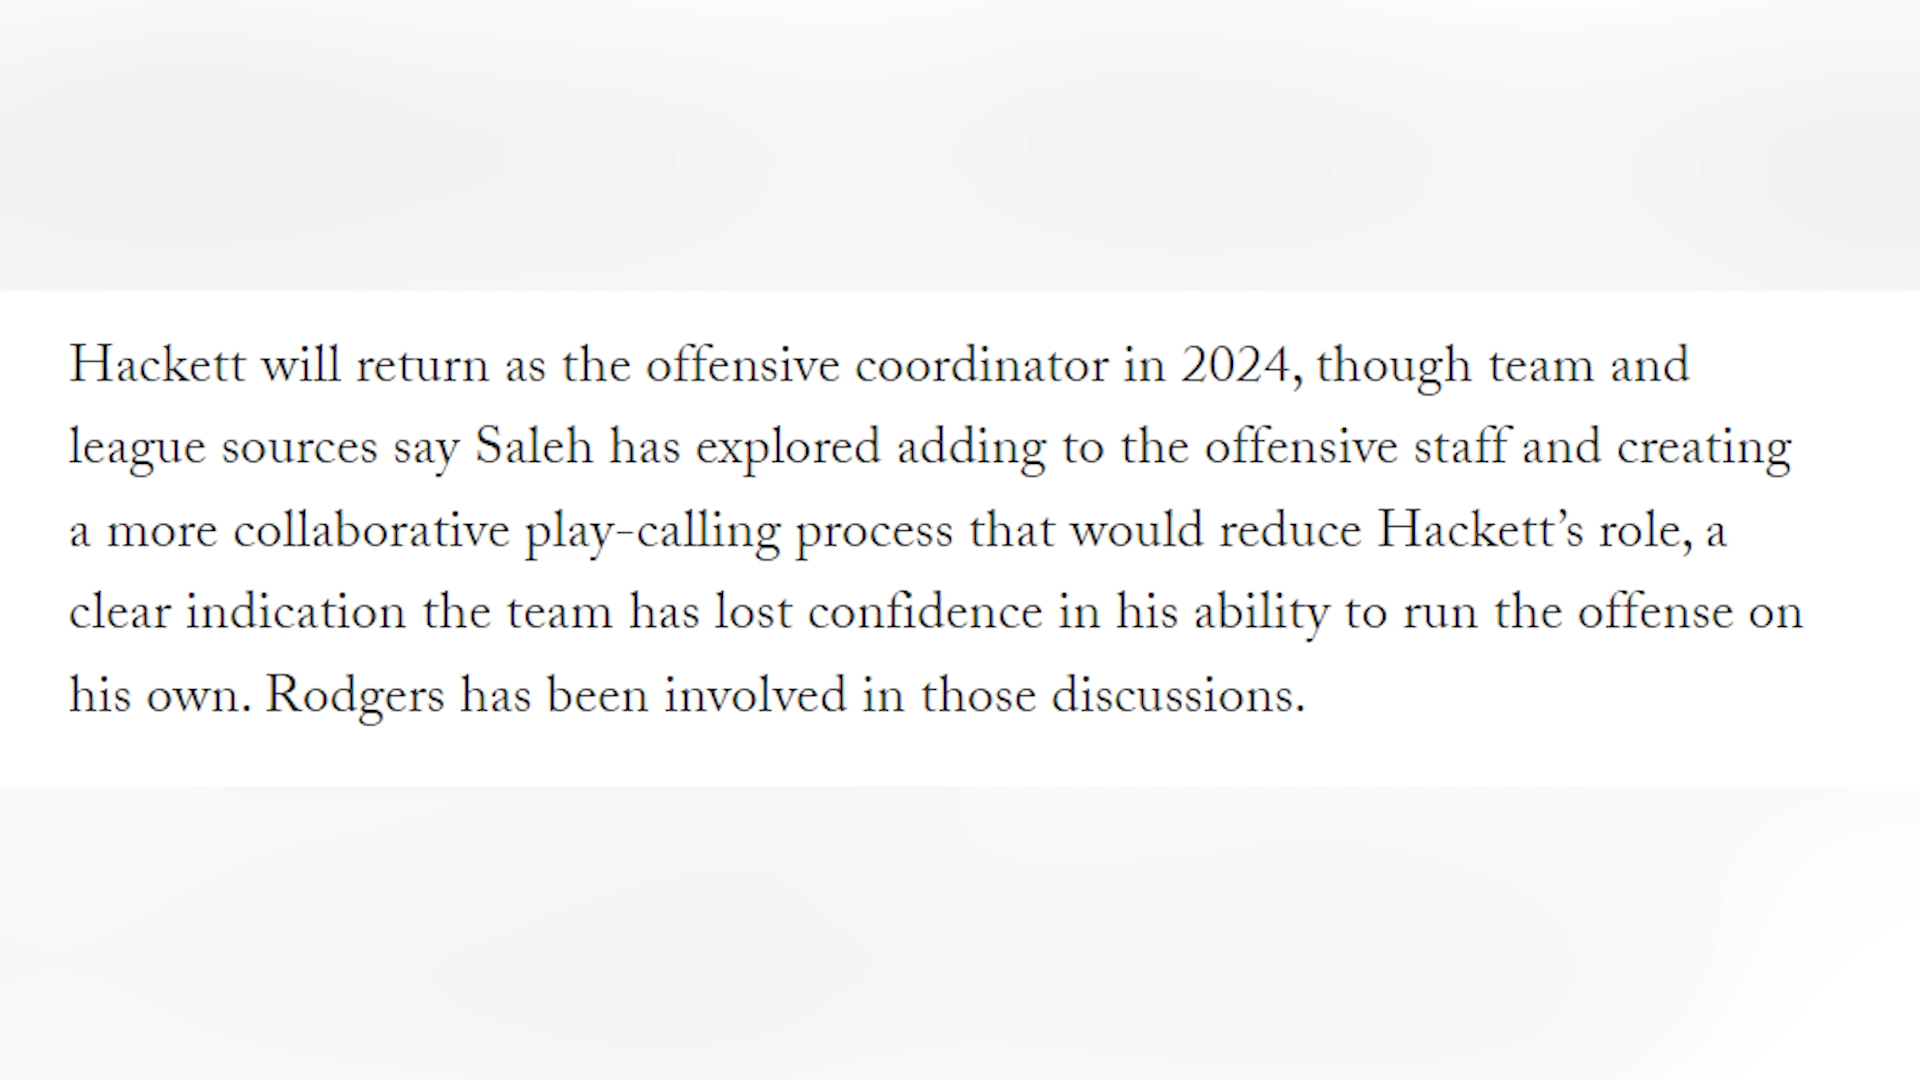 Hackett will return as the offensive coordinator in 2024, though team and
league sources say Saleh has explored adding to the offensive staff and creating
a more collaborative play-calling process that would reduce Hackett’s role, a
clear indication the team has lost confidence in his ability to run the offense on
his own. Rodgers has been involved in those discussions.